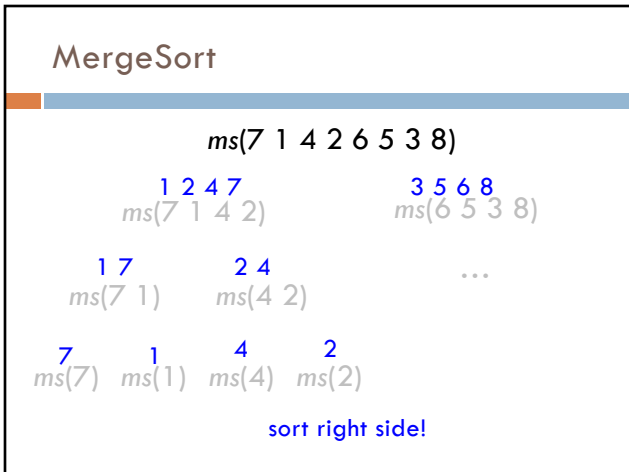 MergeSort
ms(7 1 4 2 6 5 3 8)
1 2 4 7 3 5 6 8
ms(7 1 4 2) ms(6 5 3 8)
1 7 2 4
ms(7 1) ms(4 2) ...
7 1 4 2
ms(7) ms(1) ms(4) ms(2)
sort right side!